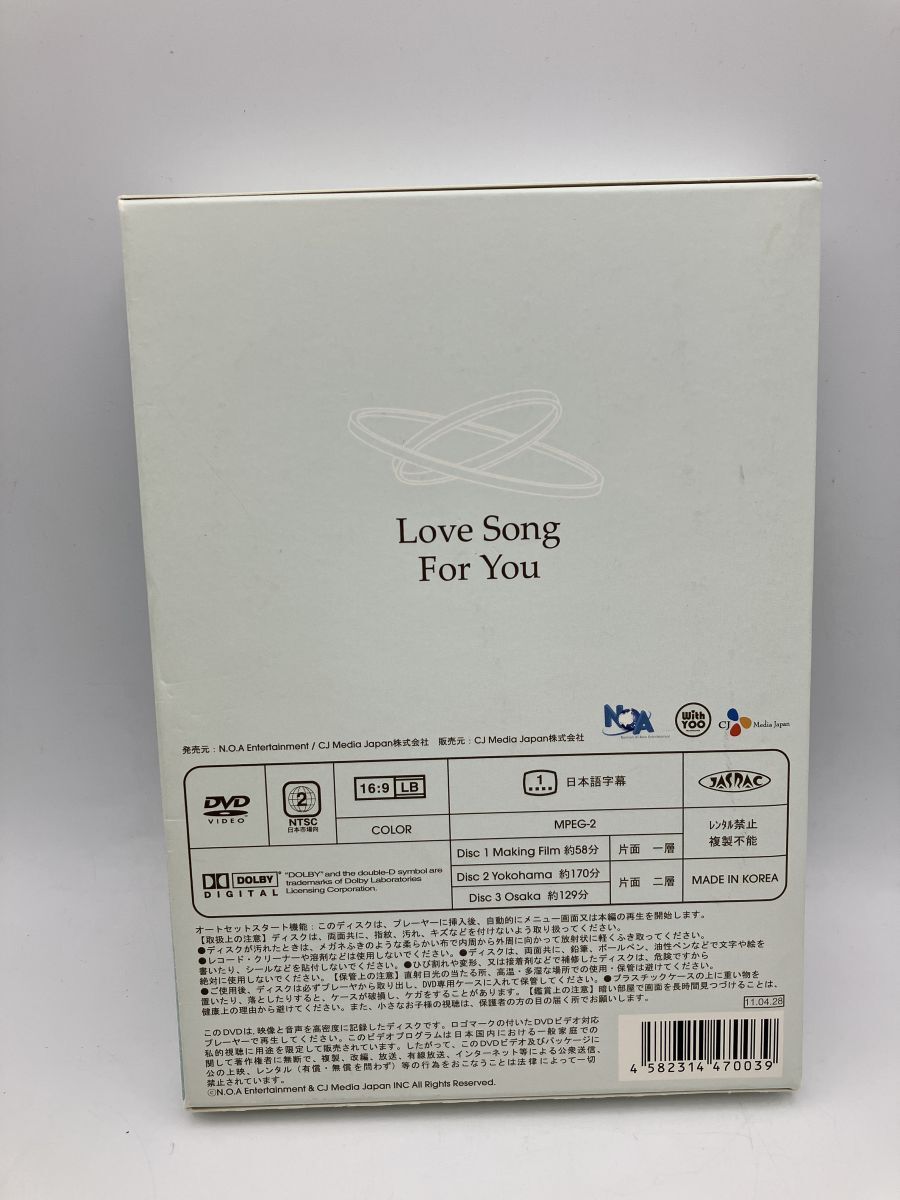 Love Song
For You
NOA
With
YOO
CJ Media Japan
発売元：N.O.A Entertainment / CJ Media Japan株式会社 販売元：CJ Media Japan株式会社
DVD
VIDEO
2
NTSC
日本市場向
16:9 LB
COLOR
1 日本語字幕
MPEG-2
JASRAC
ﾚﾝﾀﾙ禁止
複製不能
DOLBY
DIGITAL
"DOLBY" and the double-D symbol are
trademarks of Dolby Laboratories
Licensing Corporation.
Disc 1 Making Film 約58分 片面 一層
Disc 2 Yokohama 約170分
Disc 3 Osaka 約129分
片面 二層
MADE IN KOREA
オートセットスタート機能：このディスクは、プレーヤーに挿入後、自動的にメニュー画面又は本編の再生を開始します。
【取扱上の注意】ディスクは、両面共に、指紋、汚れ、キズなどを付けないよう取り扱ってください。
●ディスクが汚れたときは、メガネふきのような柔らかい布で内周から外周に向かって放射状に軽くふき取ってください。
●レコード・クリーナーや溶剤などは使用しないでください。●ディスクは、両面共に、鉛筆、ボールペン、油性ペンなどで文字や絵を
書いたり、シールなどを貼付しないでください。●ひび割れや変形、又は接着剤などで補修したディスクは、危険ですから
絶対に使用しないでください。【保管上の注意】直射日光の当たる所、高温・多湿な場所での使用・保管は避けてください。
●ご使用後、ディスクは必ずプレーヤから取り出し、DVD専用ケースに入れて保管してください。●プラスチックケースの上に重い物を
置いたり、落としたりすると、ケースが破損し、ケガをすることがあります。【鑑賞上の注意】暗い部屋で画面を長時間見つづけることは、
健康上の理由から避けてください。また、小さなお子様の視聴は、保護者の方の目の届く所でお願いします。
11.04.28
このDVDは、映像と音声を高密度に記録したディスクです。ロゴマークの付いたDVDビデオ対応
プレーヤーで再生してください。このビデオプログラムは日本国内における一般家庭での
私的視聴に用途を限定して販売されています。したがって、このDVDビデオ及びパッケージに
関して著作権者に無断で、複製、改編、放送、有線放送、インターネット等による公衆送信、
公の上映、レンタル（有償・無償を問わず）等の行為をおこなうことは法律によって一切
禁止されています。
©N.O.A Entertainment & CJ Media Japan INC All Rights Reserved.
4 582314 470039